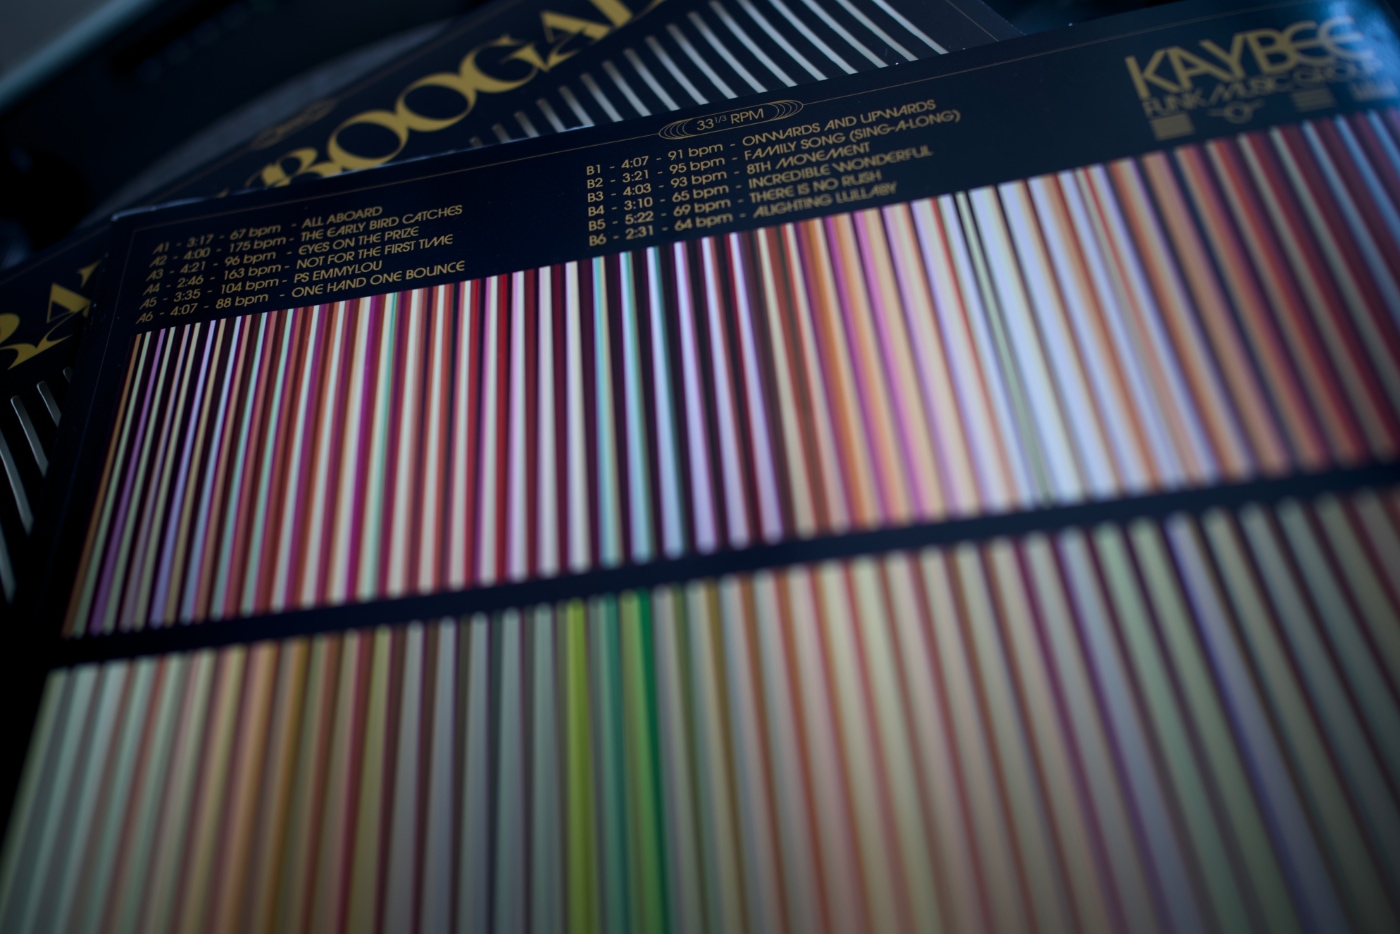 BOOGAL
33 1/3 RPM
KAYBEE
FUNK MUSIC GROUP
A1 - 3:17 - 67 bpm - ALL ABOARD
A2 - 4:00 - 175 bpm - THE EARLY BIRD CATCHES
A3 - 4:21 - 96 bpm - EYES ON THE PRIZE
A4 - 2:46 - 163 bpm - NOT FOR THE FIRST TIME
A5 - 3:35 - 104 bpm - PS EMMYLOU
A6 - 4:07 - 88 bpm - ONE HAND ONE BOUNCE
B1 - 4:07 - 91 bpm - ONWARDS AND UPWARDS
B2 - 3:21 - 95 bpm - FAMILY SONG (SING-A-LONG)
B3 - 4:03 - 93 bpm - 8TH MOVEMENT
B4 - 3:10 - 65 bpm - INCREDIBLE WONDERFUL
B5 - 5:22 - 69 bpm - THERE IS NO RUSH
B6 - 2:31 - 64 bpm - ALIGHTING LULLABY